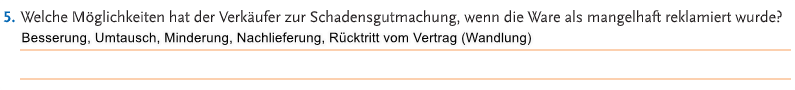 5. Welche Möglichkeiten hat der Verkäufer zur Schadensgutmachung, wenn die Ware als mangelhaft reklamiert wurde?
Besserung, Umtausch, Minderung, Nachlieferung, Rücktritt vom Vertrag (Wandlung)